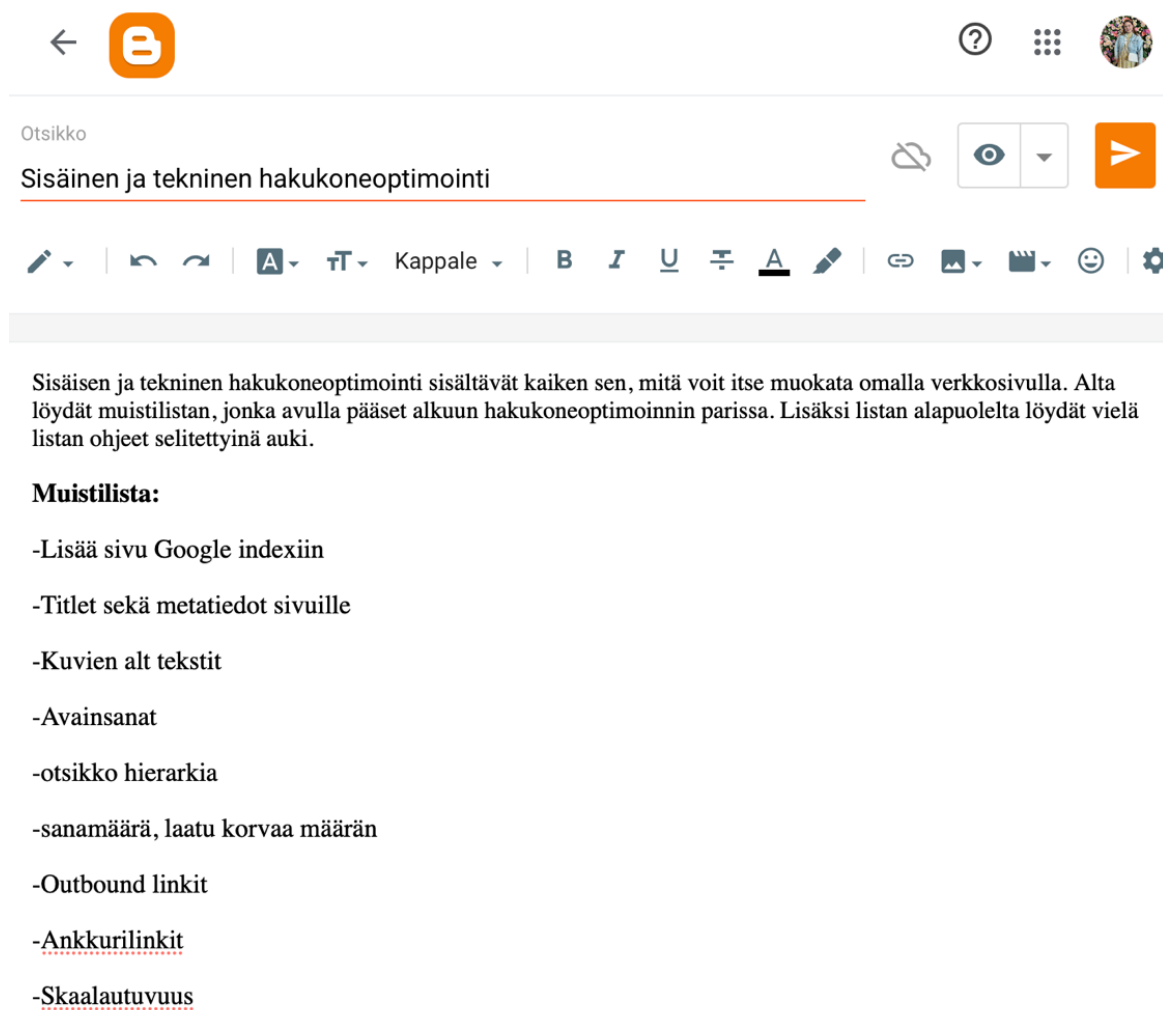 Otsikko
Sisäinen ja tekninen hakukoneoptimointi
Kappale
Sisäisen ja tekninen hakukoneoptimointi sisältävät kaiken sen, mitä voit itse muokata omalla verkkosivulla. Alta
löydät muistilistan, jonka avulla pääset alkuun hakukoneoptimoinnin parissa. Lisäksi listan alapuolelta löydät vielä
listan ohjeet selitettyinä auki.
Muistilista:
-Lisää sivu Google indexiin
-Titlet sekä metatiedot sivuille
-Kuvien alt tekstit
-Avainsanat
-otsikko hierarkia
-sanamäärä, laatu korvaa määrän
-Outbound linkit
-Ankkurilinkit
-Skaalautuvuus